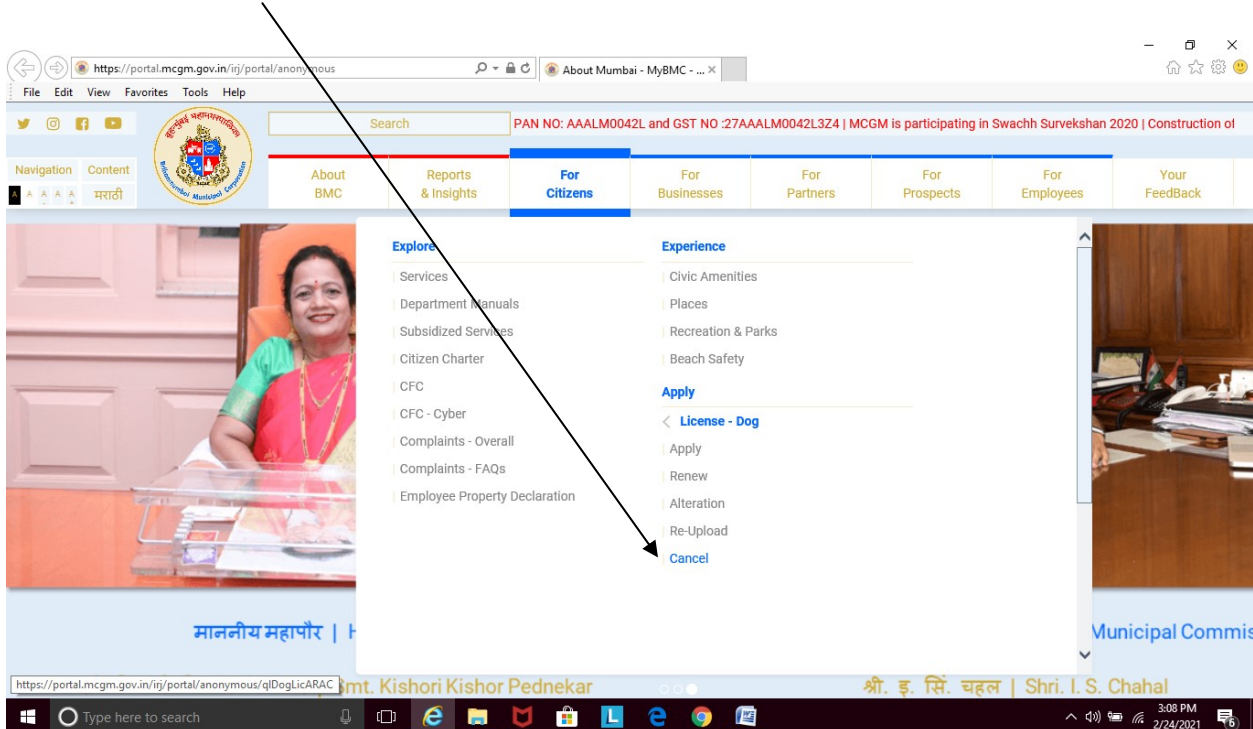 https://portal.mcgm.gov.in/irj/portal/anonymous
About Mumbai - MyBMC - ...
File Edit View Favorites Tools Help
Search
PAN NO: AAALM0042L and GST NO :27AAALM0042L3Z4 | MCGM is participating in Swachh Survekshan 2020 | Construction of
Navigation Content
A A A A A मराठी
About BMC
Reports & Insights
For Citizens
For Businesses
For Partners
For Prospects
For Employees
Your FeedBack
Explore
Services
Department Manuals
Subsidized Services
Citizen Charter
CFC
CFC - Cyber
Complaints - Overall
Complaints - FAQs
Employee Property Declaration
Experience
Civic Amenities
Places
Recreation & Parks
Beach Safety
Apply
License - Dog
Apply
Renew
Alteration
Re-Upload
Cancel
माननीय महापौर | H
Municipal Commis
https://portal.mcgm.gov.in/irj/portal/anonymous/qlDogLicARAC
Smt. Kishori Kishor Pednekar
श्री. इ. सिं. चहल | Shri. I. S. Chahal
Type here to search
3:08 PM
2/24/2021
6